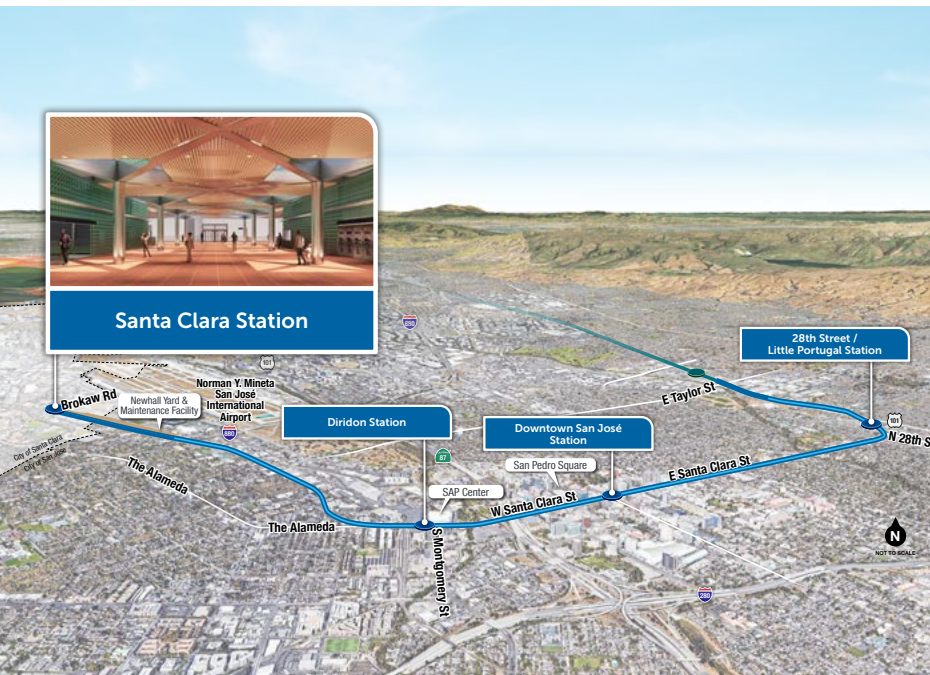 Santa Clara Station
680
28th Street /
Little Portugal Station
101
Norman Y. Mineta
San José
International
Airport
E Taylor St
Brokaw Rd
Newhall Yard &
Maintenance Facility
Diridon Station
Downtown San José
Station
101
N 28th S
880
City of Santa Clara
City of San José
87
San Pedro Square
E Santa Clara St
The Alameda
SAP Center
W Santa Clara St
The Alameda
S Montgomery St
N
NOT TO SCALE
280